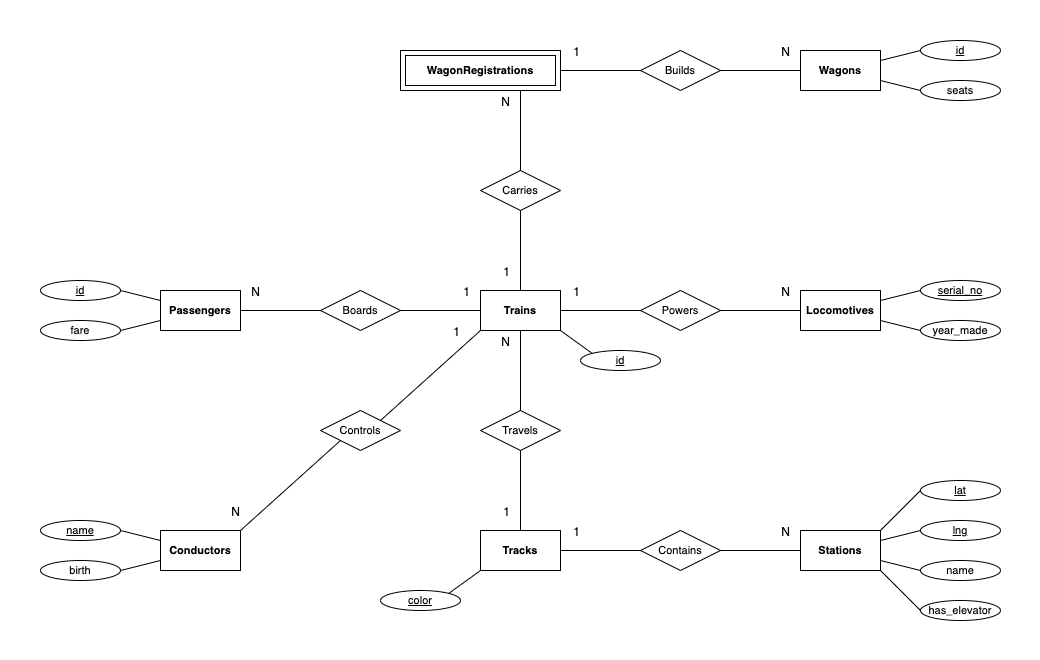 1
N
id
WagonRegistrations
Builds
Wagons
seats
N
Carries
1
id
N
1
1
N
serial_no
Passengers
Boards
Trains
Powers
Locomotives
fare
1
N
year_made
id
Controls
Travels
lat
N
1
name
1
N
lng
Conductors
Tracks
Contains
Stations
birth
name
color
has_elevator